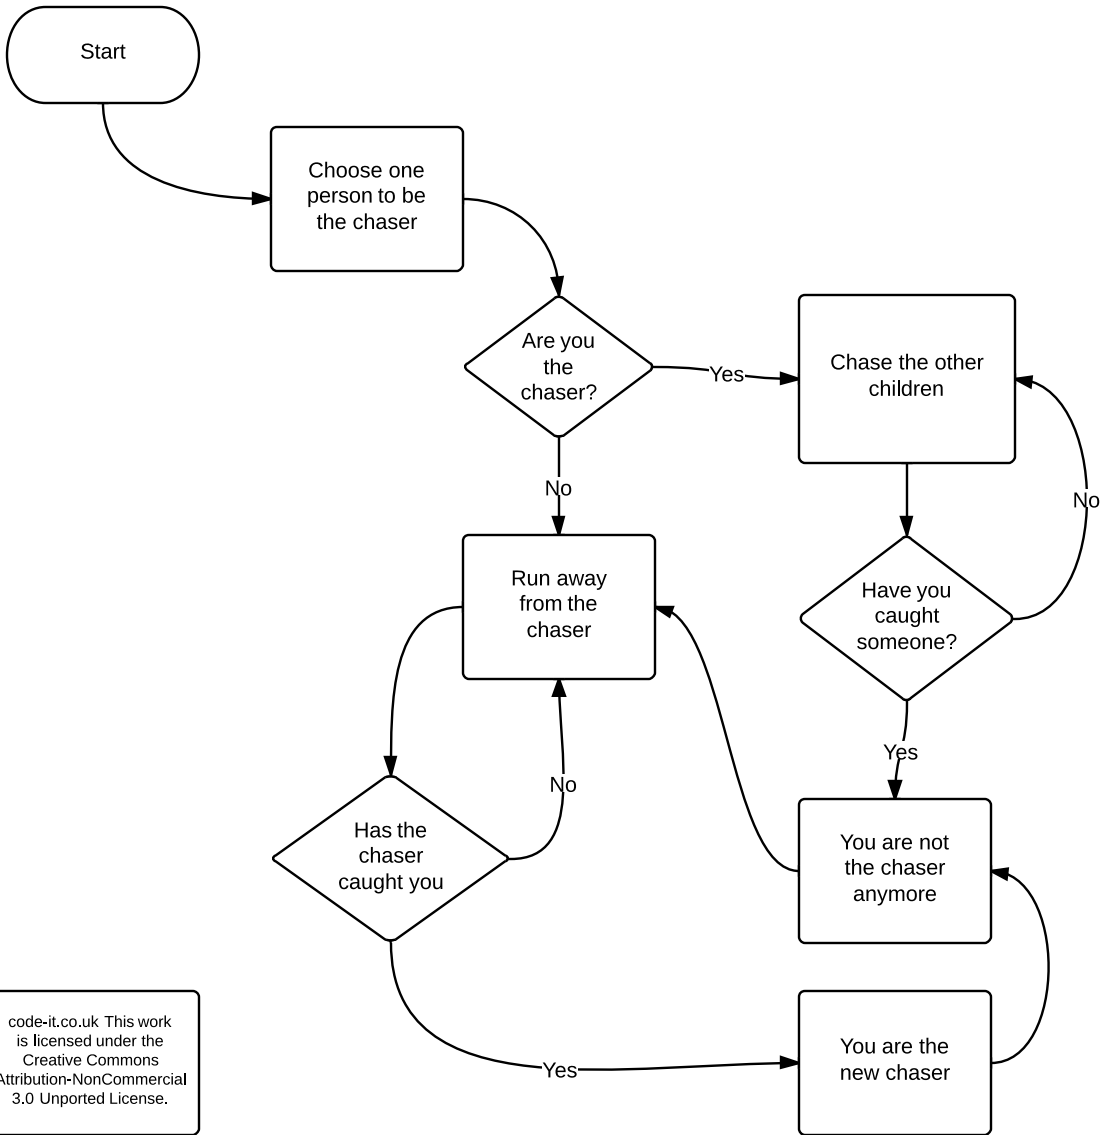 Start
Choose one
person to be
the chaser
Are you
the
chaser?
Yes
Chase the other
children
No
No
Run away
from the
chaser
Have you
caught
someone?
Yes
No
Has the
chaser
caught you
You are not
the chaser
anymore
Yes
You are the
new chaser
code-it.co.uk This work
is licensed under the
Creative Commons
Attribution-NonCommercial
3.0 Unported License.